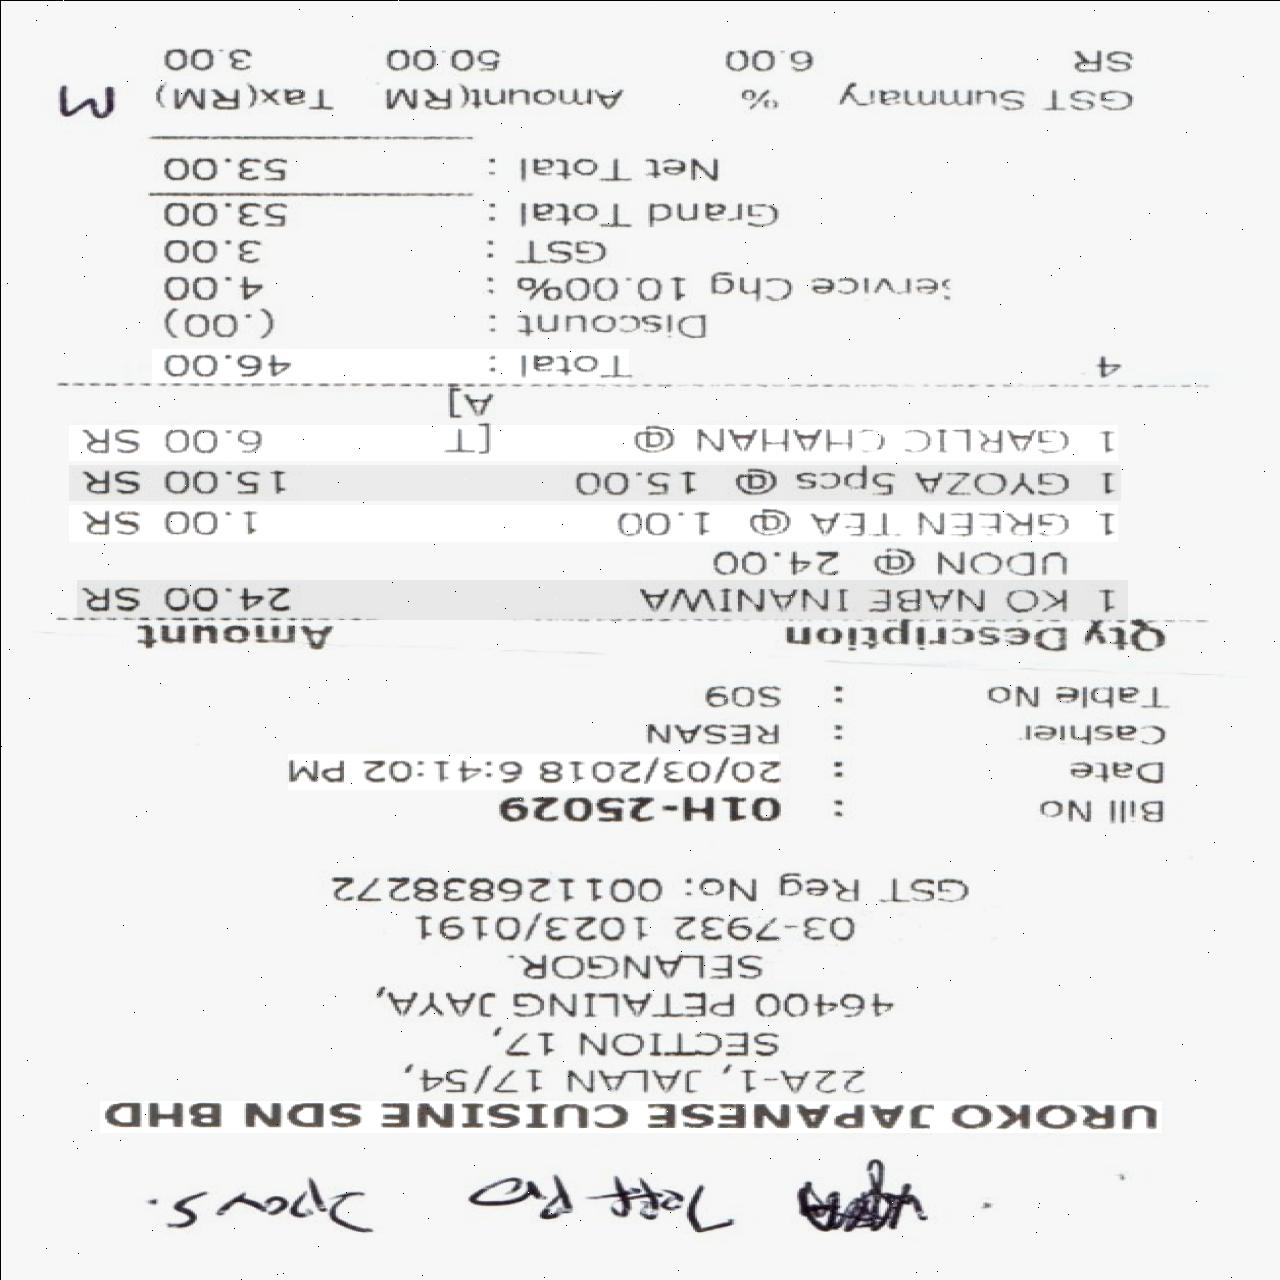 UROKO JAPANESE CUISINE SDN BHD
22A-1, JALAN 17/54,
SECTION 17,
46400 PETALING JAYA,
SELANGOR.
03-7932 1023/0191
GST Reg No: 001126838272
Bill No : 01H-25029
Date : 20/03/2018 6:41:02 PM
Cashier : RESAN
Table No : S09
Qty Description Amount
1 KO NABE INANIWA 24.00 SR
UDON @ 24.00
1 GREEN TEA @ 1.00 1.00 SR
1 GYOZA 5pcs @ 15.00 15.00 SR
1 GARLIC CHAHAN @ [T 6.00 SR
A]
4 Total : 46.00
Discount : (.00)
Service Chg 10.00% : 4.00
GST : 3.00
Grand Total : 53.00
Net Total : 53.00
GST Summary % Amount(RM Tax(RM)
SR 6.00 50.00 3.00